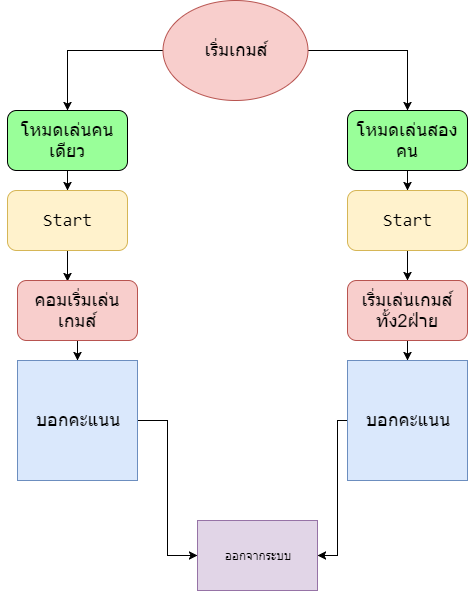 เริ่มเกมส์
โหมดเล่นคน
เดียว
โหมดเล่นสอง
คน
Start
Start
คอมเริ่มเล่น
เกมส์
เริ่มเล่นเกมส์
ทั้ง2ฝ่าย
บอกคะแนน
บอกคะแนน
ออกจากระบบ